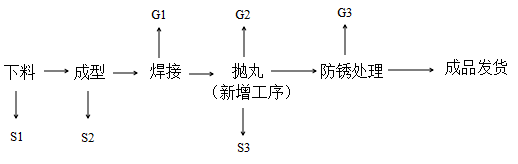 G1 G2 G3
下料 成型 焊接 抛丸 防锈处理 成品发货
（新增工序）
S1 S2 S3